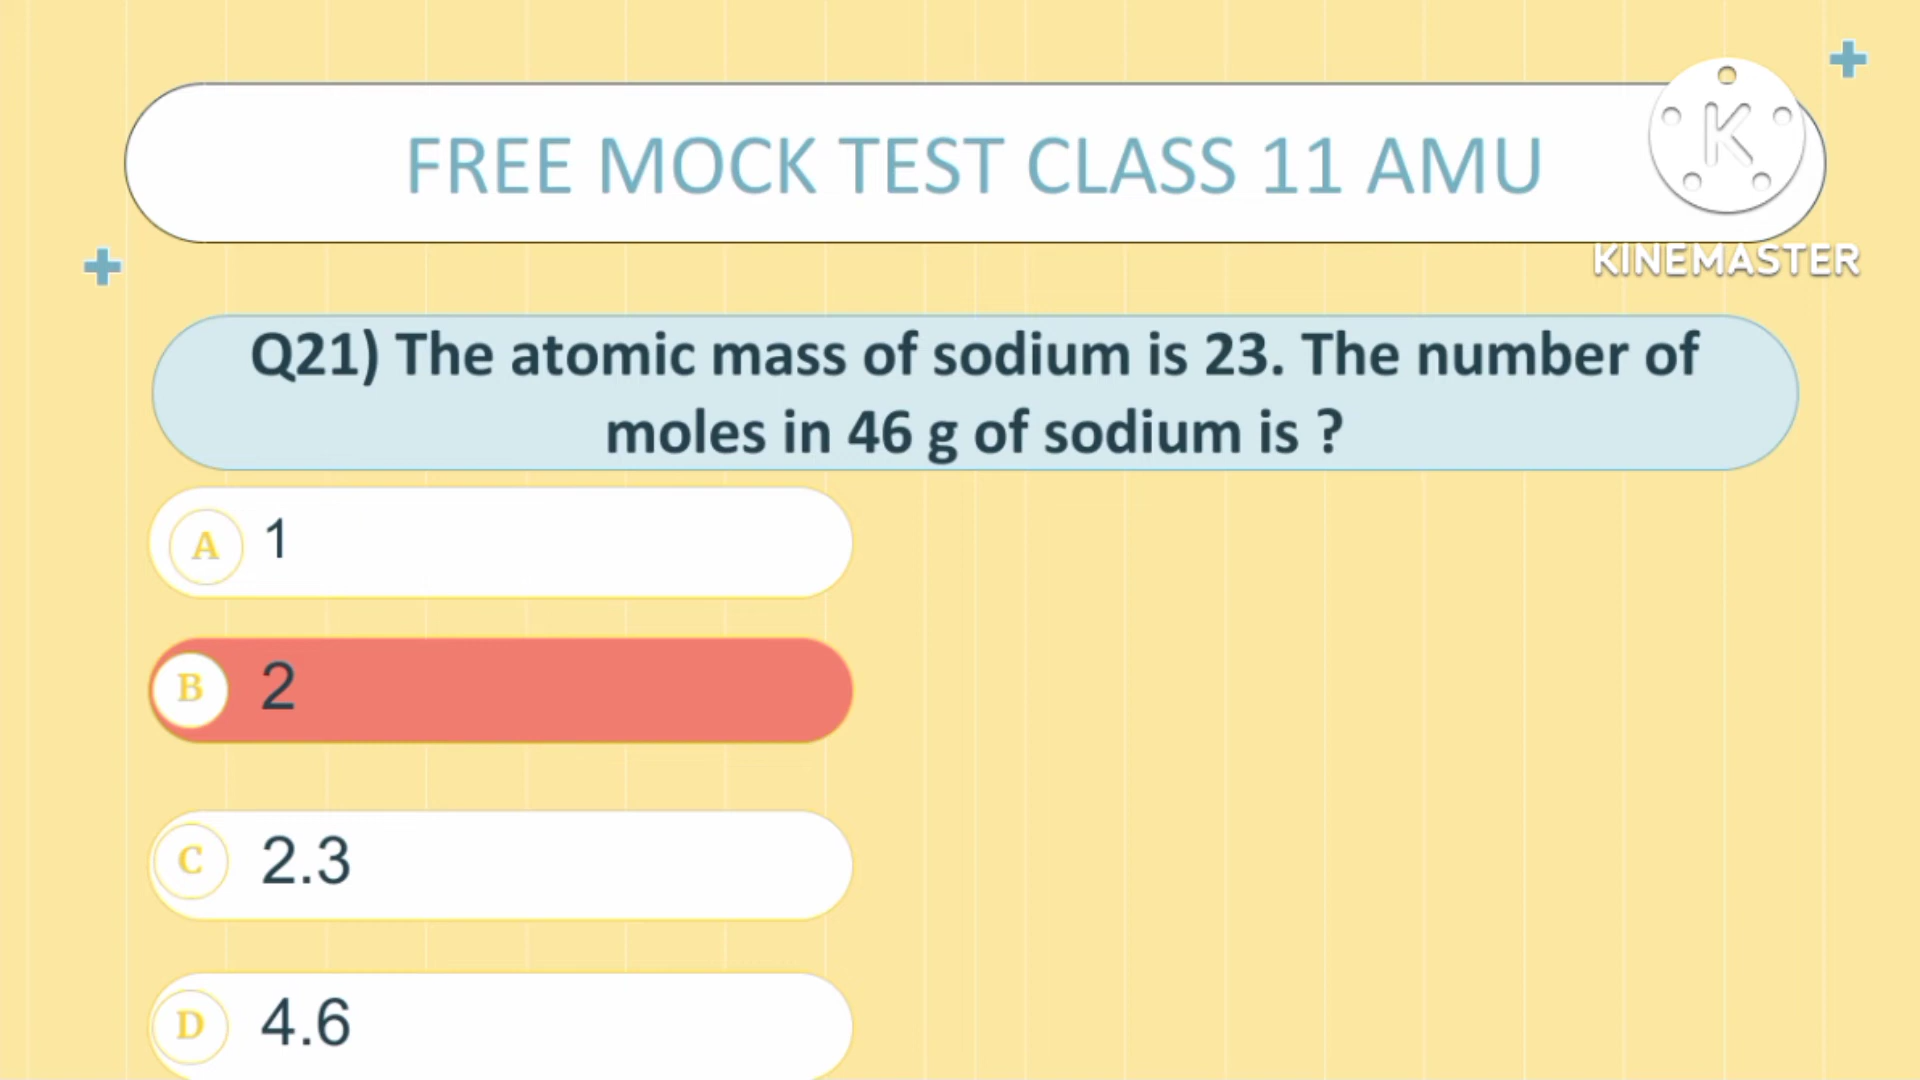 FREE MOCK TEST CLASS 11 AMU
K
KINEMASTER
Q21) The atomic mass of sodium is 23. The number of
moles in 46 g of sodium is ?
A 1
B 2
C 2.3
D 4.6